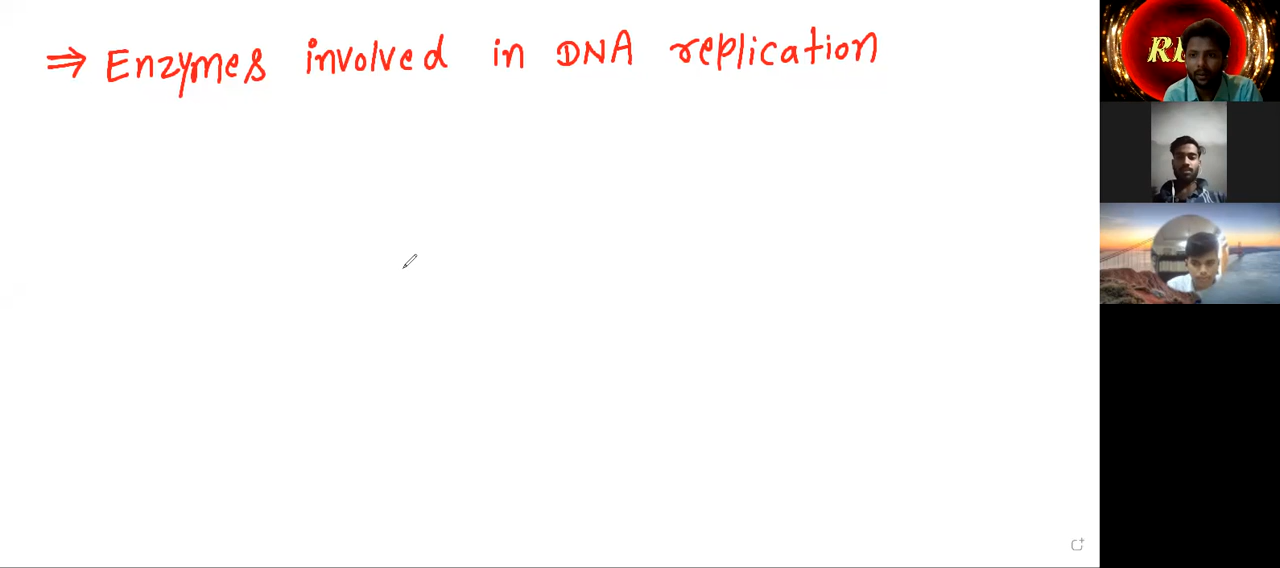 ⇒ Enzymes involved in DNA replication